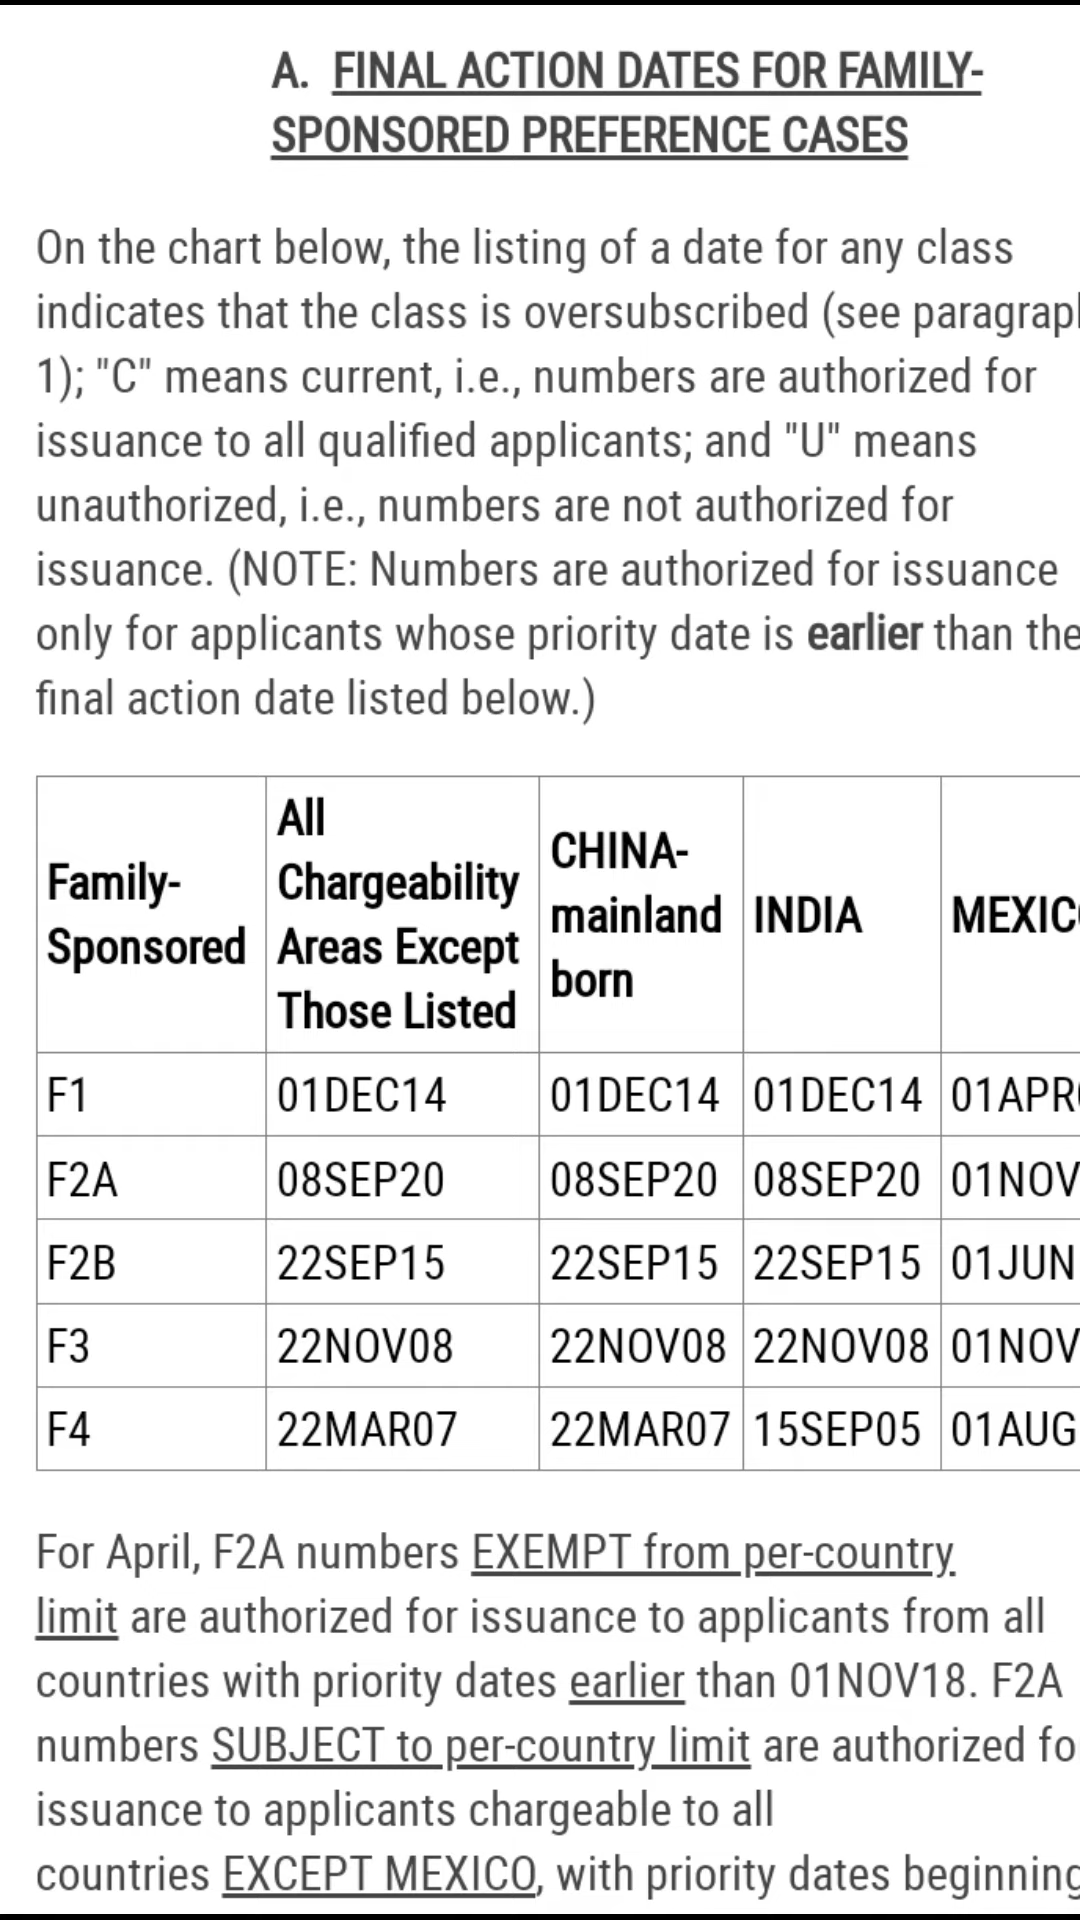 A. FINAL ACTION DATES FOR FAMILY-
SPONSORED PREFERENCE CASES
On the chart below, the listing of a date for any class
indicates that the class is oversubscribed (see
1); "C" means current, i.e., numbers are authorized for
issuance to all qualified applicants; and "U" means
unauthorized, i.e., numbers are not authorized for
issuance. (NOTE: Numbers are authorized for issuance
only for applicants whose priority date is earlier than the
final action date listed below.)
Family-
Sponsored
All
Chargeability
Areas Except
Those Listed
CHINA-
mainland
born
INDIA
F1 01DEC14 01DEC14 01DEC14
F2A 08SEP20 08SEP20 08SEP20
F2B 22SEP15 22SEP15 22SEP15
F3 22NOV08 22NOV08 22NOV08
F4 22MAR07 22MAR07 15SEP05
For April, F2A numbers EXEMPT from per-country
limit are authorized for issuance to applicants from all
countries with priority dates earlier than 01NOV18. F2A
numbers SUBJECT to per-country limit are authorized
issuance to applicants chargeable to all
countries EXCEPT MEXICO, with priority dates beginning